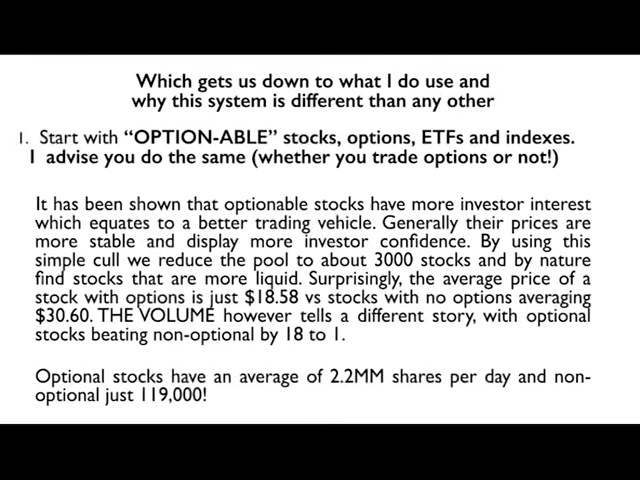 Which gets us down to what I do use and
why this system is different than any other
1. Start with “OPTION-ABLE” stocks, options, ETFs and indexes.
I advise you do the same (whether you trade options or not!)
It has been shown that optionable stocks have more investor interest
which equates to a better trading vehicle. Generally their prices are
more stable and display more investor confidence. By using this
simple cull we reduce the pool to about 3000 stocks and by nature
find stocks that are more liquid. Surprisingly, the average price of a
stock with options is just $18.58 vs stocks with no options averaging
$30.60. THE VOLUME however tells a different story, with optional
stocks beating non-optional by 18 to 1.
Optional stocks have an average of 2.2MM shares per day and non-
optional just 119,000!